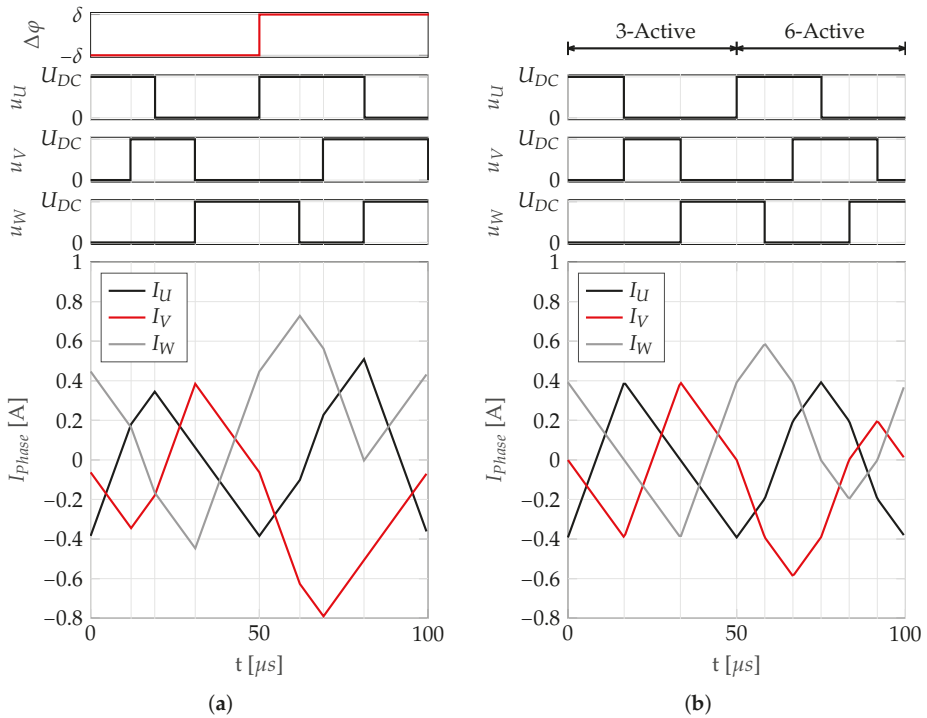 Δφ
δ
−δ
u_U
U_DC
0
u_V
U_DC
0
u_W
U_DC
0
I_Phase [A]
1
0.8
0.6
0.4
0.2
0
−0.2
−0.4
−0.6
−0.8
I_U
I_V
I_W
0
50
100
t [μs]
(a)
3-Active
6-Active
u_U
U_DC
0
u_V
U_DC
0
u_W
U_DC
0
I_Phase [A]
1
0.8
0.6
0.4
0.2
0
−0.2
−0.4
−0.6
−0.8
I_U
I_V
I_W
0
50
100
t [μs]
(b)